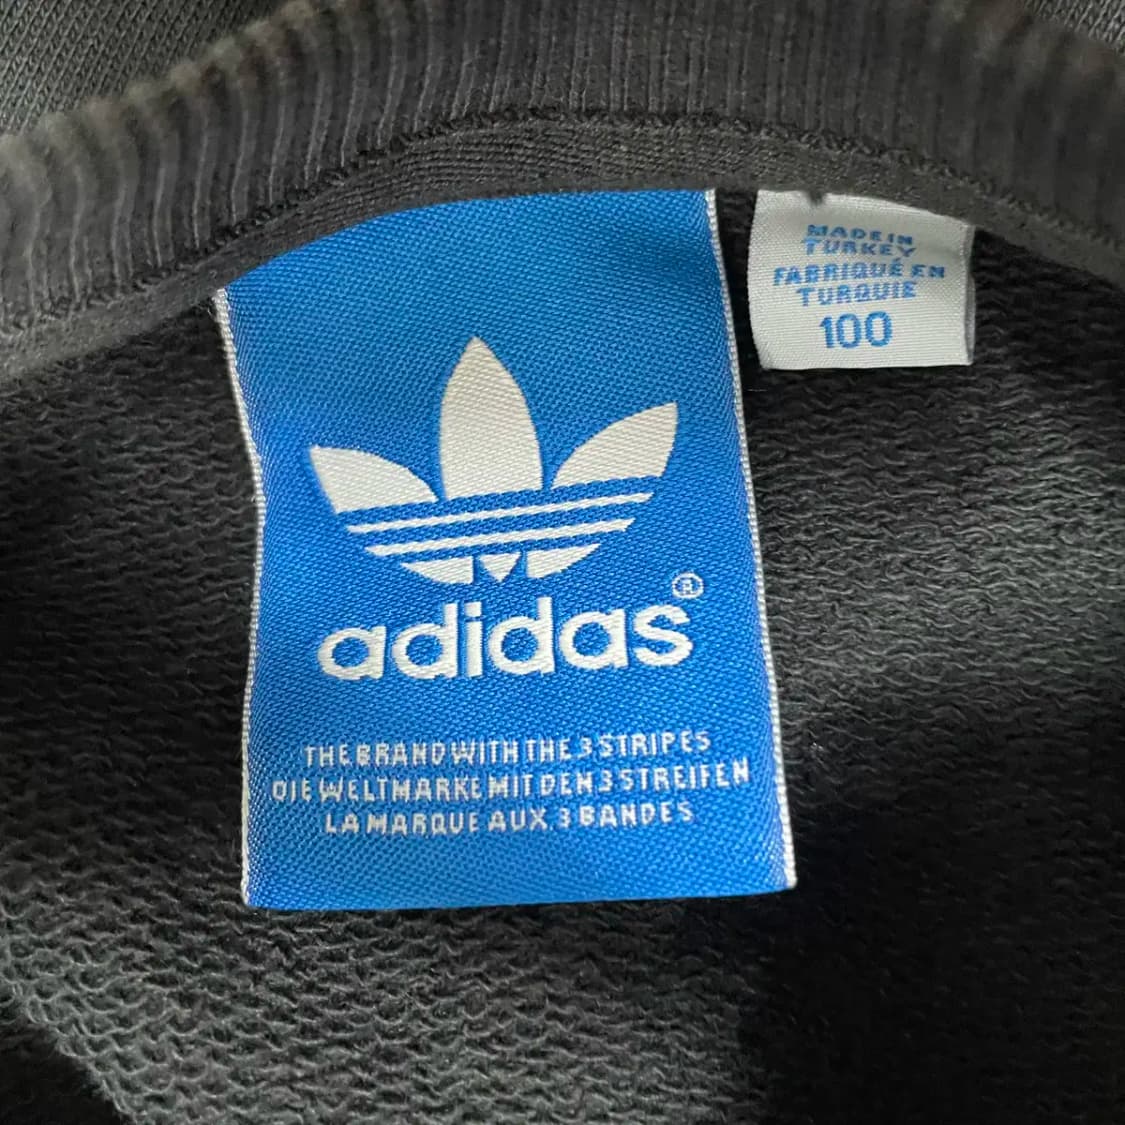 MADE IN
TURKEY
FABRIQUÉ EN
TURQUIE
100
adidas®
THE BRAND WITH THE 3 STRIPES
DIE WELTMARKE MIT DEN 3 STREIFEN
LA MARQUE AUX 3 BANDES